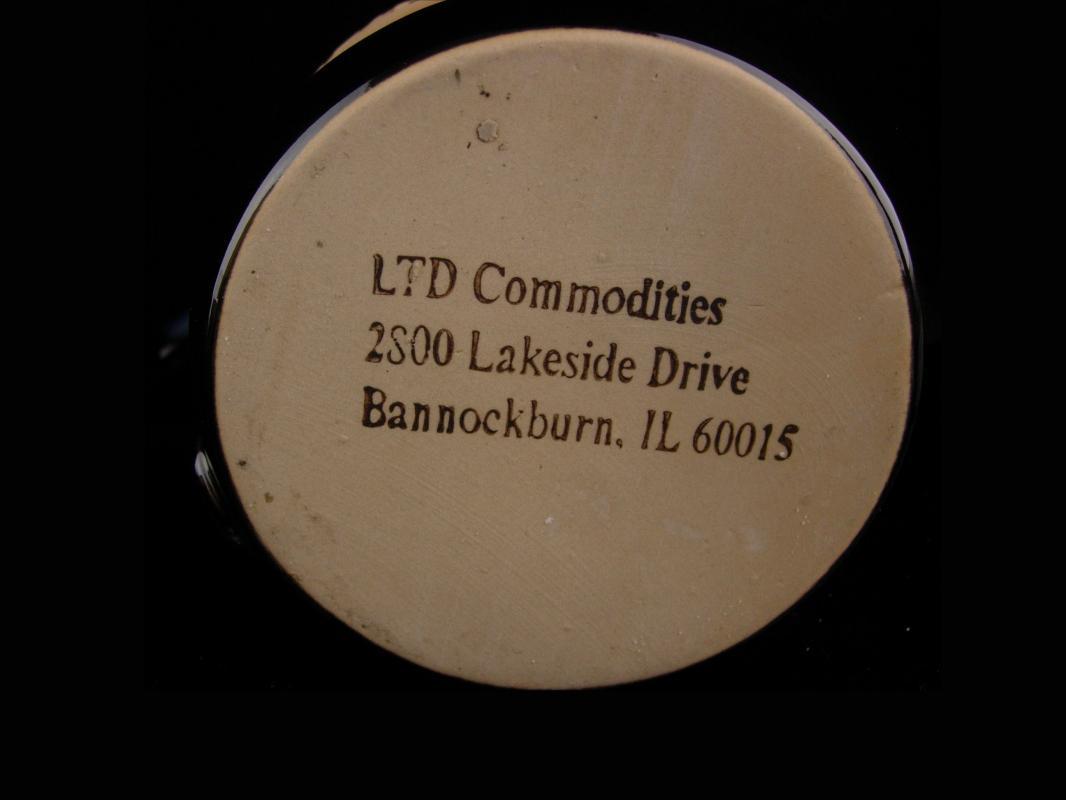 LTD Commodities
2800 Lakeside Drive
Bannockburn, IL 60015